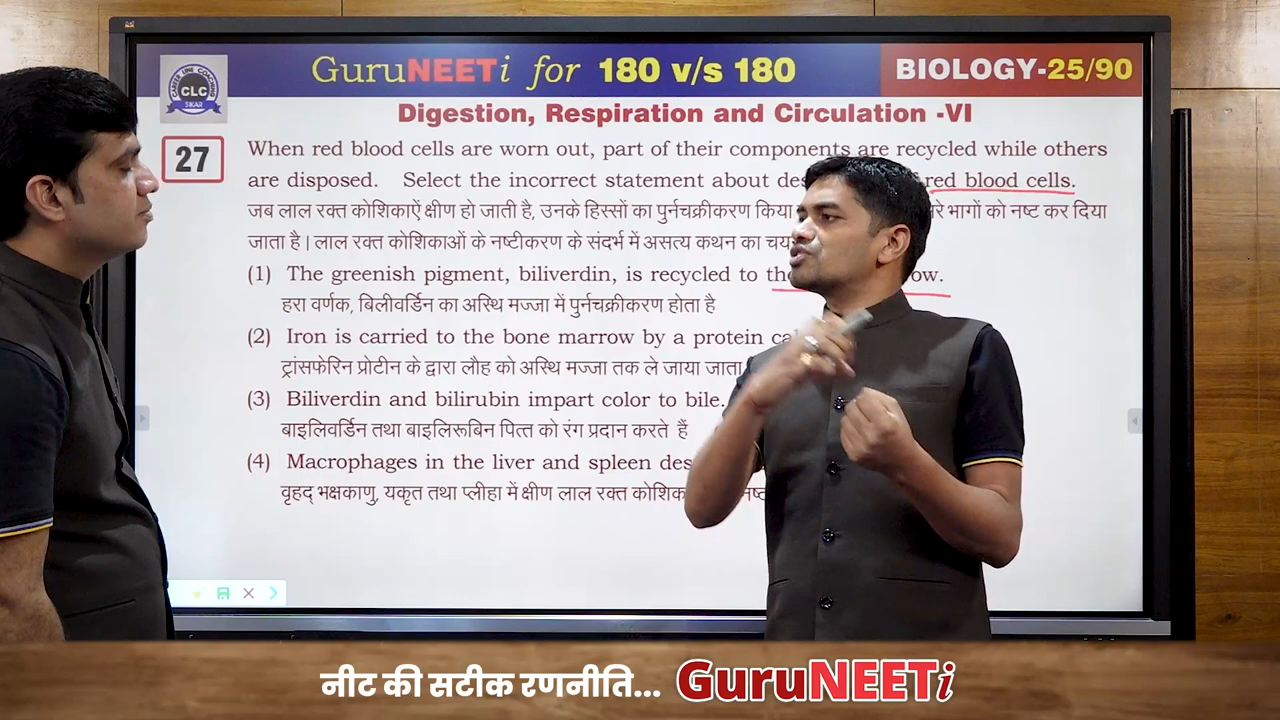 CAREER LINE COACHING
CLC
SIKAR
GuruNEETi for 180 v/s 180
BIOLOGY-25/90
Digestion, Respiration and Circulation -VI
27
When red blood cells are worn out, part of their components are recycled while others
are disposed. Select the incorrect statement about des red blood cells.
जब लाल रक्त कोशिकाऐं क्षीण हो जाती है, उनके हिस्सों का पुर्नचक्रीकरण किया रे भागों को नष्ट कर दिया
जाता है। लाल रक्त कोशिकाओं के नष्टीकरण के संदर्भ में असत्य कथन का चय
(1) The greenish pigment, biliverdin, is recycled to th ow.
हरा वर्णक, बिलीवर्डिन का अस्थि मज्जा में पुर्नचक्रीकरण होता है
(2) Iron is carried to the bone marrow by a protein ca
ट्रांसफेरिन प्रोटीन के द्वारा लौह को अस्थि मज्जा तक ले जाया जाता
(3) Biliverdin and bilirubin impart color to bile.
बाइलिवर्डिन तथा बाइलिरूबिन पित्त को रंग प्रदान करते हैं
(4) Macrophages in the liver and spleen des
वृहद् भक्षकाणु, यकृत तथा प्लीहा में क्षीण लाल रक्त कोशिक नष्ट
नीट की सटीक रणनीति... GuruNEETi